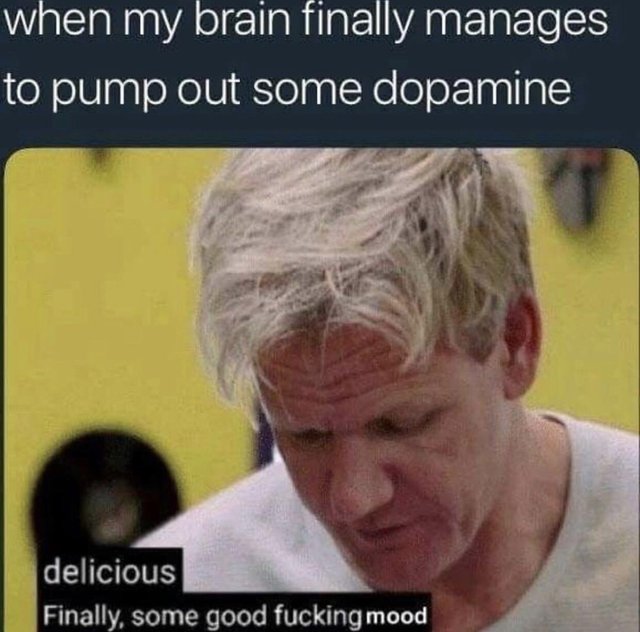 when my brain finally manages
to pump out some dopamine
delicious
Finally, some good fucking mood